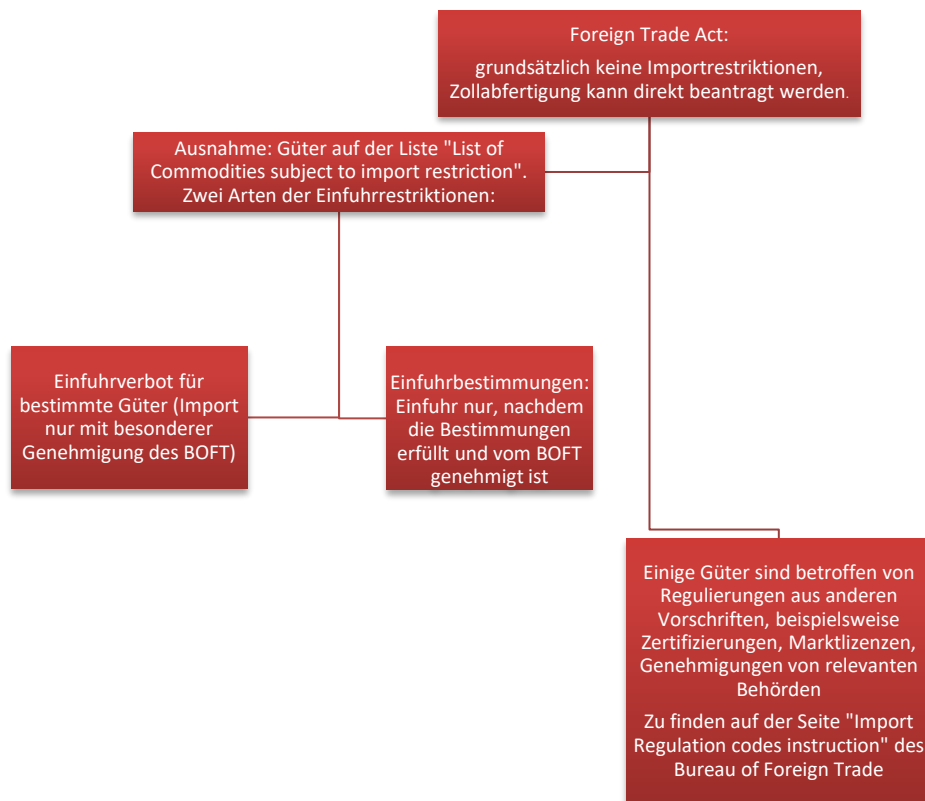 Foreign Trade Act:
grundsätzlich keine Importrestriktionen,
Zollabfertigung kann direkt beantragt werden.
Ausnahme: Güter auf der Liste "List of
Commodities subject to import restriction".
Zwei Arten der Einfuhrrestriktionen:
Einfuhrverbot für
bestimmte Güter (Import
nur mit besonderer
Genehmigung des BOFT)
Einfuhrbestimmungen:
Einfuhr nur, nachdem
die Bestimmungen
erfüllt und vom BOFT
genehmigt ist
Einige Güter sind betroffen von
Regulierungen aus anderen
Vorschriften, beispielsweise
Zertifizierungen, Marktlizenzen,
Genehmigungen von relevanten
Behörden
Zu finden auf der Seite "Import
Regulation codes instruction" des
Bureau of Foreign Trade